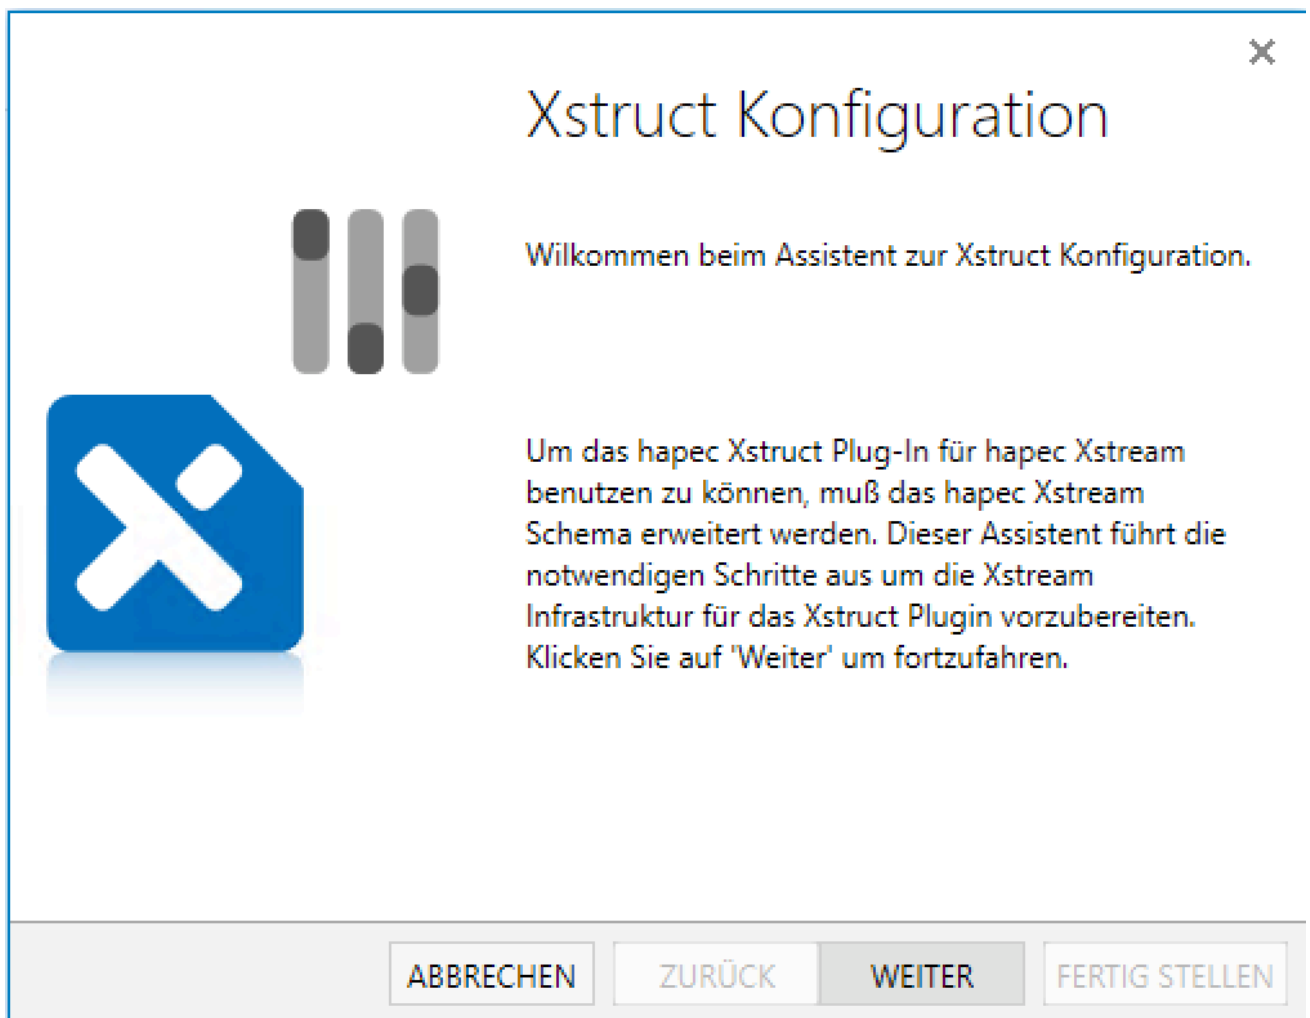 Xstruct Konfiguration
Wilkommen beim Assistent zur Xstruct Konfiguration.
Um das hapec Xstruct Plug-In für hapec Xstream
benutzen zu können, muß das hapec Xstream
Schema erweitert werden. Dieser Assistent führt die
notwendigen Schritte aus um die Xstream
Infrastruktur für das Xstruct Plugin vorzubereiten.
Klicken Sie auf 'Weiter' um fortzufahren.
ABBRECHEN ZURÜCK WEITER FERTIG STELLEN